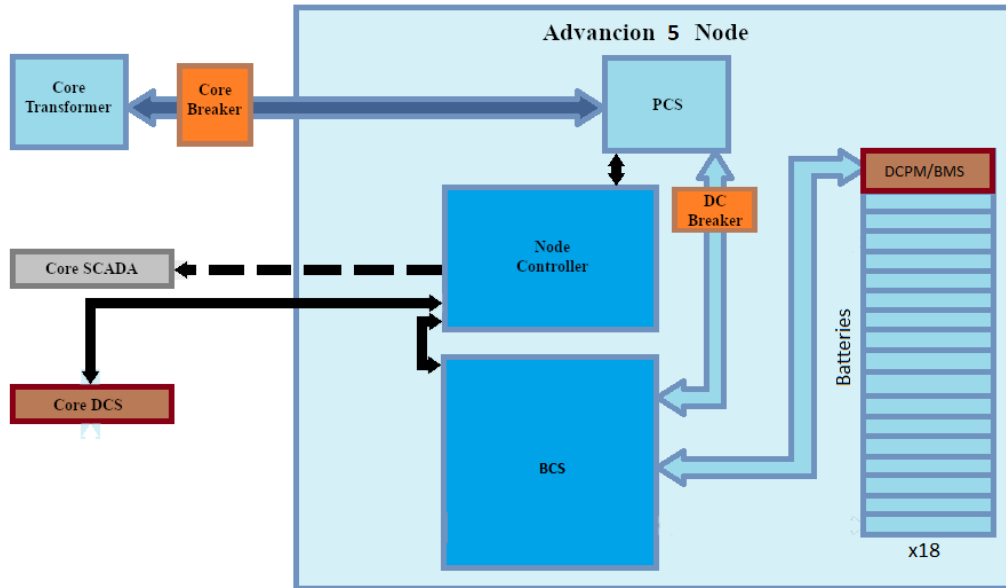 Advancion 5 Node
Core
Transformer
Core
Breaker
PCS
DCPM/BMS
DC
Breaker
Node
Controller
Core SCADA
Batteries
Core DCS
BCS
x18